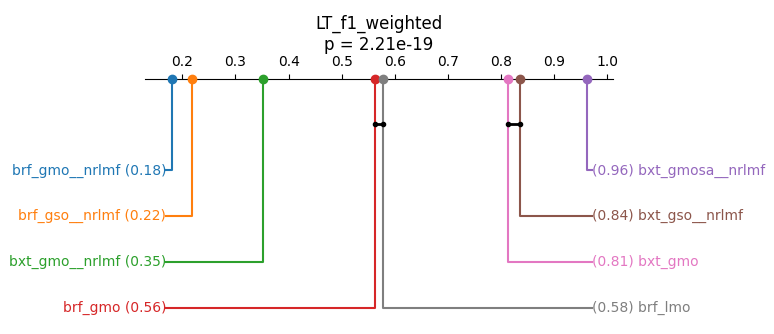 LT_f1_weighted
p = 2.21e-19
0.2 0.3 0.4 0.5 0.6 0.7 0.8 0.9 1.0
brf_gmo__nrlmf (0.18) (0.96) bxt_gmosa__nrlmf
brf_gso__nrlmf (0.22) (0.84) bxt_gso__nrlmf
bxt_gmo__nrlmf (0.35) (0.81) bxt_gmo
brf_gmo (0.56) (0.58) brf_lmo